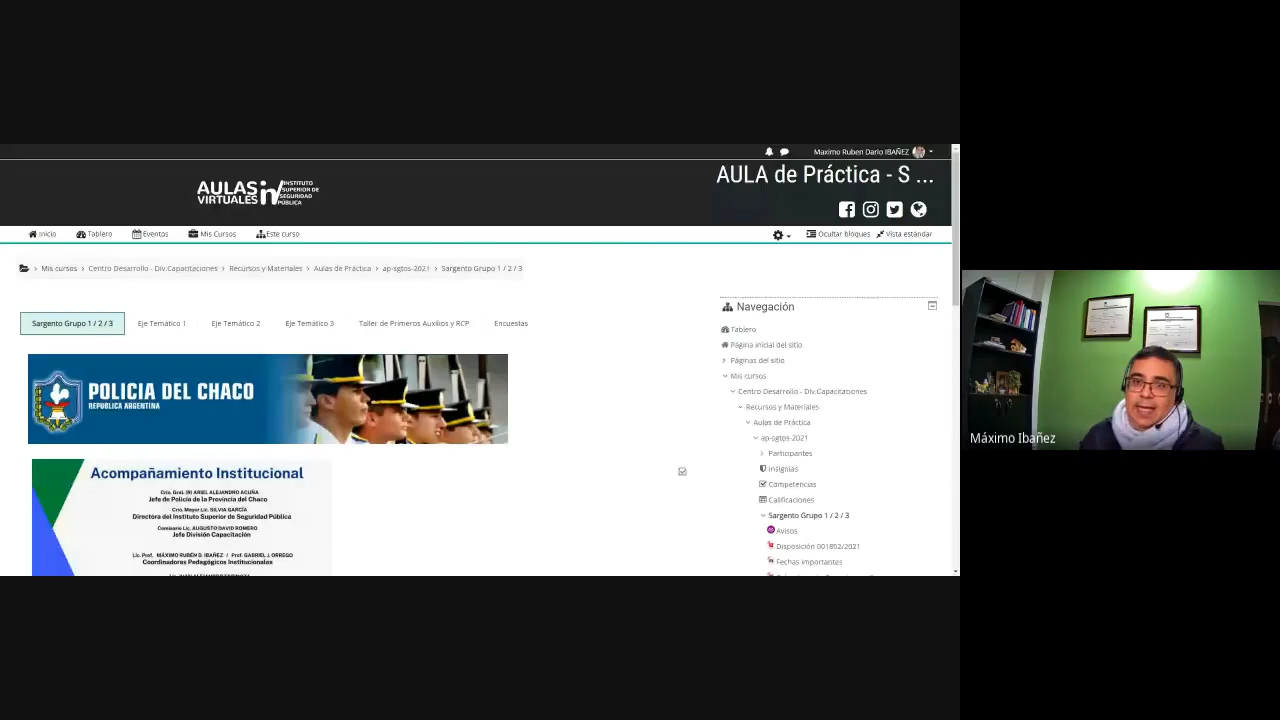 Maximo Ruben Dario IBAÑEZ
AULAS VIRTUALES
INSTITUTO SUPERIOR DE SEGURIDAD PÚBLICA
AULA de Práctica - S ...
Inicio
Tablero
Eventos
Mis Cursos
Este curso
Ocultar bloques
Vista estándar
Mis cursos › Centro Desarrollo - Div.Capacitaciones › Recursos y Materiales › Aulas de Práctica › ap-sgtos-2021 › Sargento Grupo 1 / 2 / 3
Sargento Grupo 1 / 2 / 3
Eje Temático 1
Eje Temático 2
Eje Temático 3
Taller de Primeros Auxilios y RCP
Encuestas
POLICIA DEL CHACO
REPUBLICA ARGENTINA
Acompañamiento Institucional
Crio. Gral. (R) ARIEL ALEJANDRO ACUÑA
Jefe de Policía de la Provincia del Chaco
Crio. Mayor Lic. SILVIA GARCÍA
Directora del Instituto Superior de Seguridad Pública
Comisario Lic. AUGUSTO DAVID ROMERO
Jefe División Capacitación
Lic. Prof. MÁXIMO RUBÉN D. IBAÑEZ / Prof. GABRIEL J. ORREGO
Coordinadores Pedagógicos Institucionales
Navegación
Tablero
Página inicial del sitio
Páginas del sitio
Mis cursos
Centro Desarrollo - Div.Capacitaciones
Recursos y Materiales
Aulas de Práctica
ap-sgtos-2021
Participantes
Insignias
Competencias
Calificaciones
Sargento Grupo 1 / 2 / 3
Avisos
Disposición 001802/2021
Fechas importantes
Máximo Ibañez